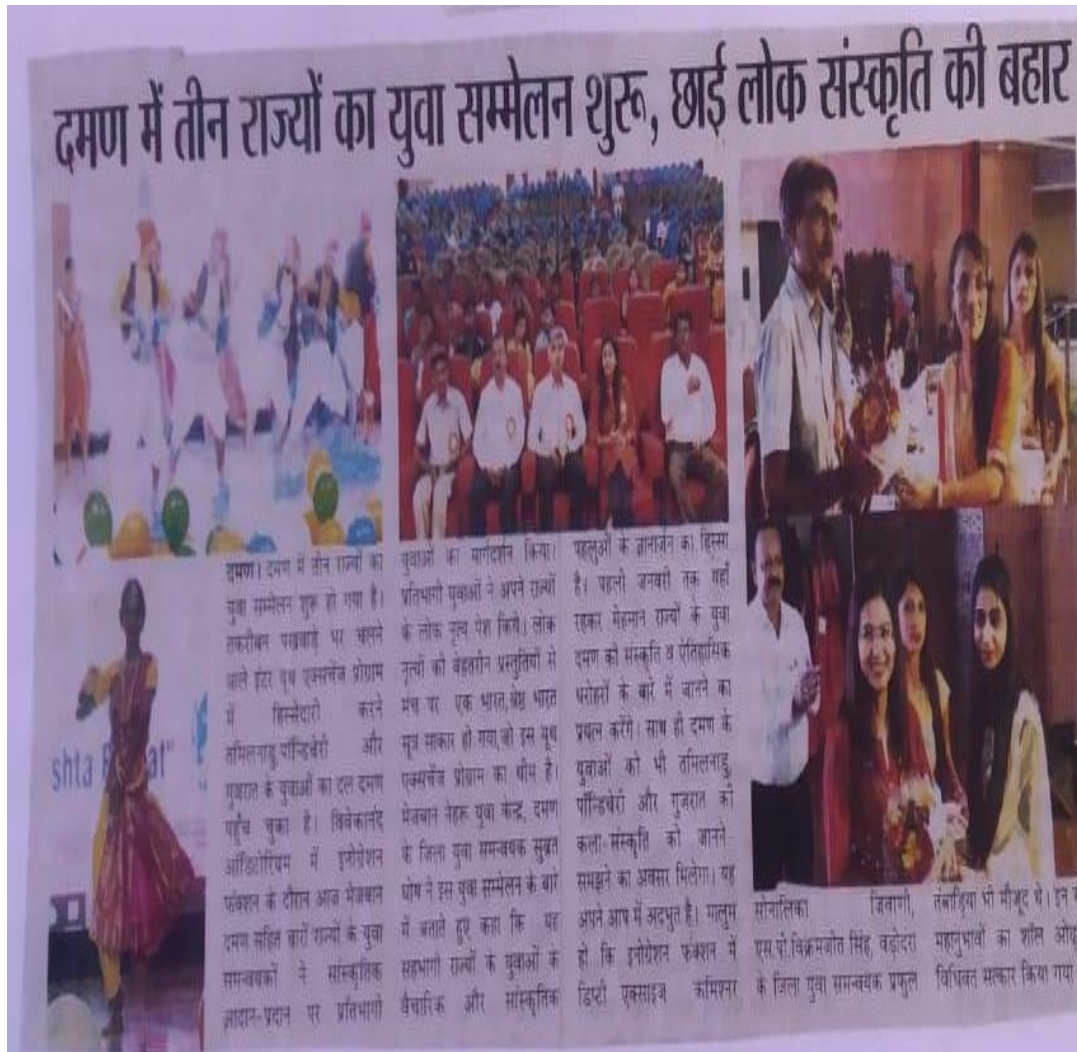 दमण में तीन राज्यों का युवा सम्मेलन शुरू, छाई लोक संस्कृति की बहार
shta
at"
दमण। दमण में तीन राज्यों का
युवा सम्मेलन शुरू हो गया है।
तकरीबन पखवाड़े भर चलने
वाले इंटर यूथ एक्सचेंज प्रोग्राम
में हिस्सेदारी करने
तमिलनाडु,पॉन्डिचेरी और
गुजरात के युवाओं का दल दमण
पहुँच चुका है। विवेकानंद
ऑडिटोरियम में इनोग्रेशन
फंक्शन के दौरान आज मेजबान
दमण सहित चारों राज्यों के युवा
समन्वयकों ने सांस्कृतिक
आदान-प्रदान पर प्रतिभागी
युवाओं का मार्गदर्शन किया।
प्रतिभागी युवाओं ने अपने राज्यों
के लोक नृत्य पेश किये। लोक
नृत्यों की बेहतरीन प्रस्तुतियों से
मंच पर एक भारत,श्रेष्ठ भारत
सूत्र साकार हो गया,जो इस यूथ
एक्सचेंज प्रोग्राम का थीम है।
मेजबान नेहरू युवा केन्द्र, दमण
के जिला युवा समन्वयक सुब्रत
घोष ने इस युवा सम्मेलन के बारे
में बताते हुए कहा कि यह
सहभागी राज्यों के युवाओं के
वैचारिक और सांस्कृतिक
पहलुओं के ज्ञानार्जन का हिस्सा
है। पहली जनवरी तक यहाँ
रहकर मेहमान राज्यों के युवा
दमण की संस्कृति व ऐतिहासिक
धरोहरों के बारे में जानने का
प्रयत्न करेंगे। साथ ही दमण के
युवाओं को भी तमिलनाडु,
पॉन्डिचेरी और गुजरात की
कला-संस्कृति को जानने-
समझने का अवसर मिलेगा। यह
अपने आप में अदभुत है। मालुम
हो कि इनोग्रेशन फंक्शन में
डिप्टी एक्साइज कमिश्नर
सोनालिका जिवाणी,
एस.पी.विक्रमजीत सिंह, वड़ोदरा
के जिला युवा समन्वयक प्रफुल
तंबाड़िया भी मौजूद थे। इन
महानुभावों का शॉल
विधिवत सत्कार किया गया